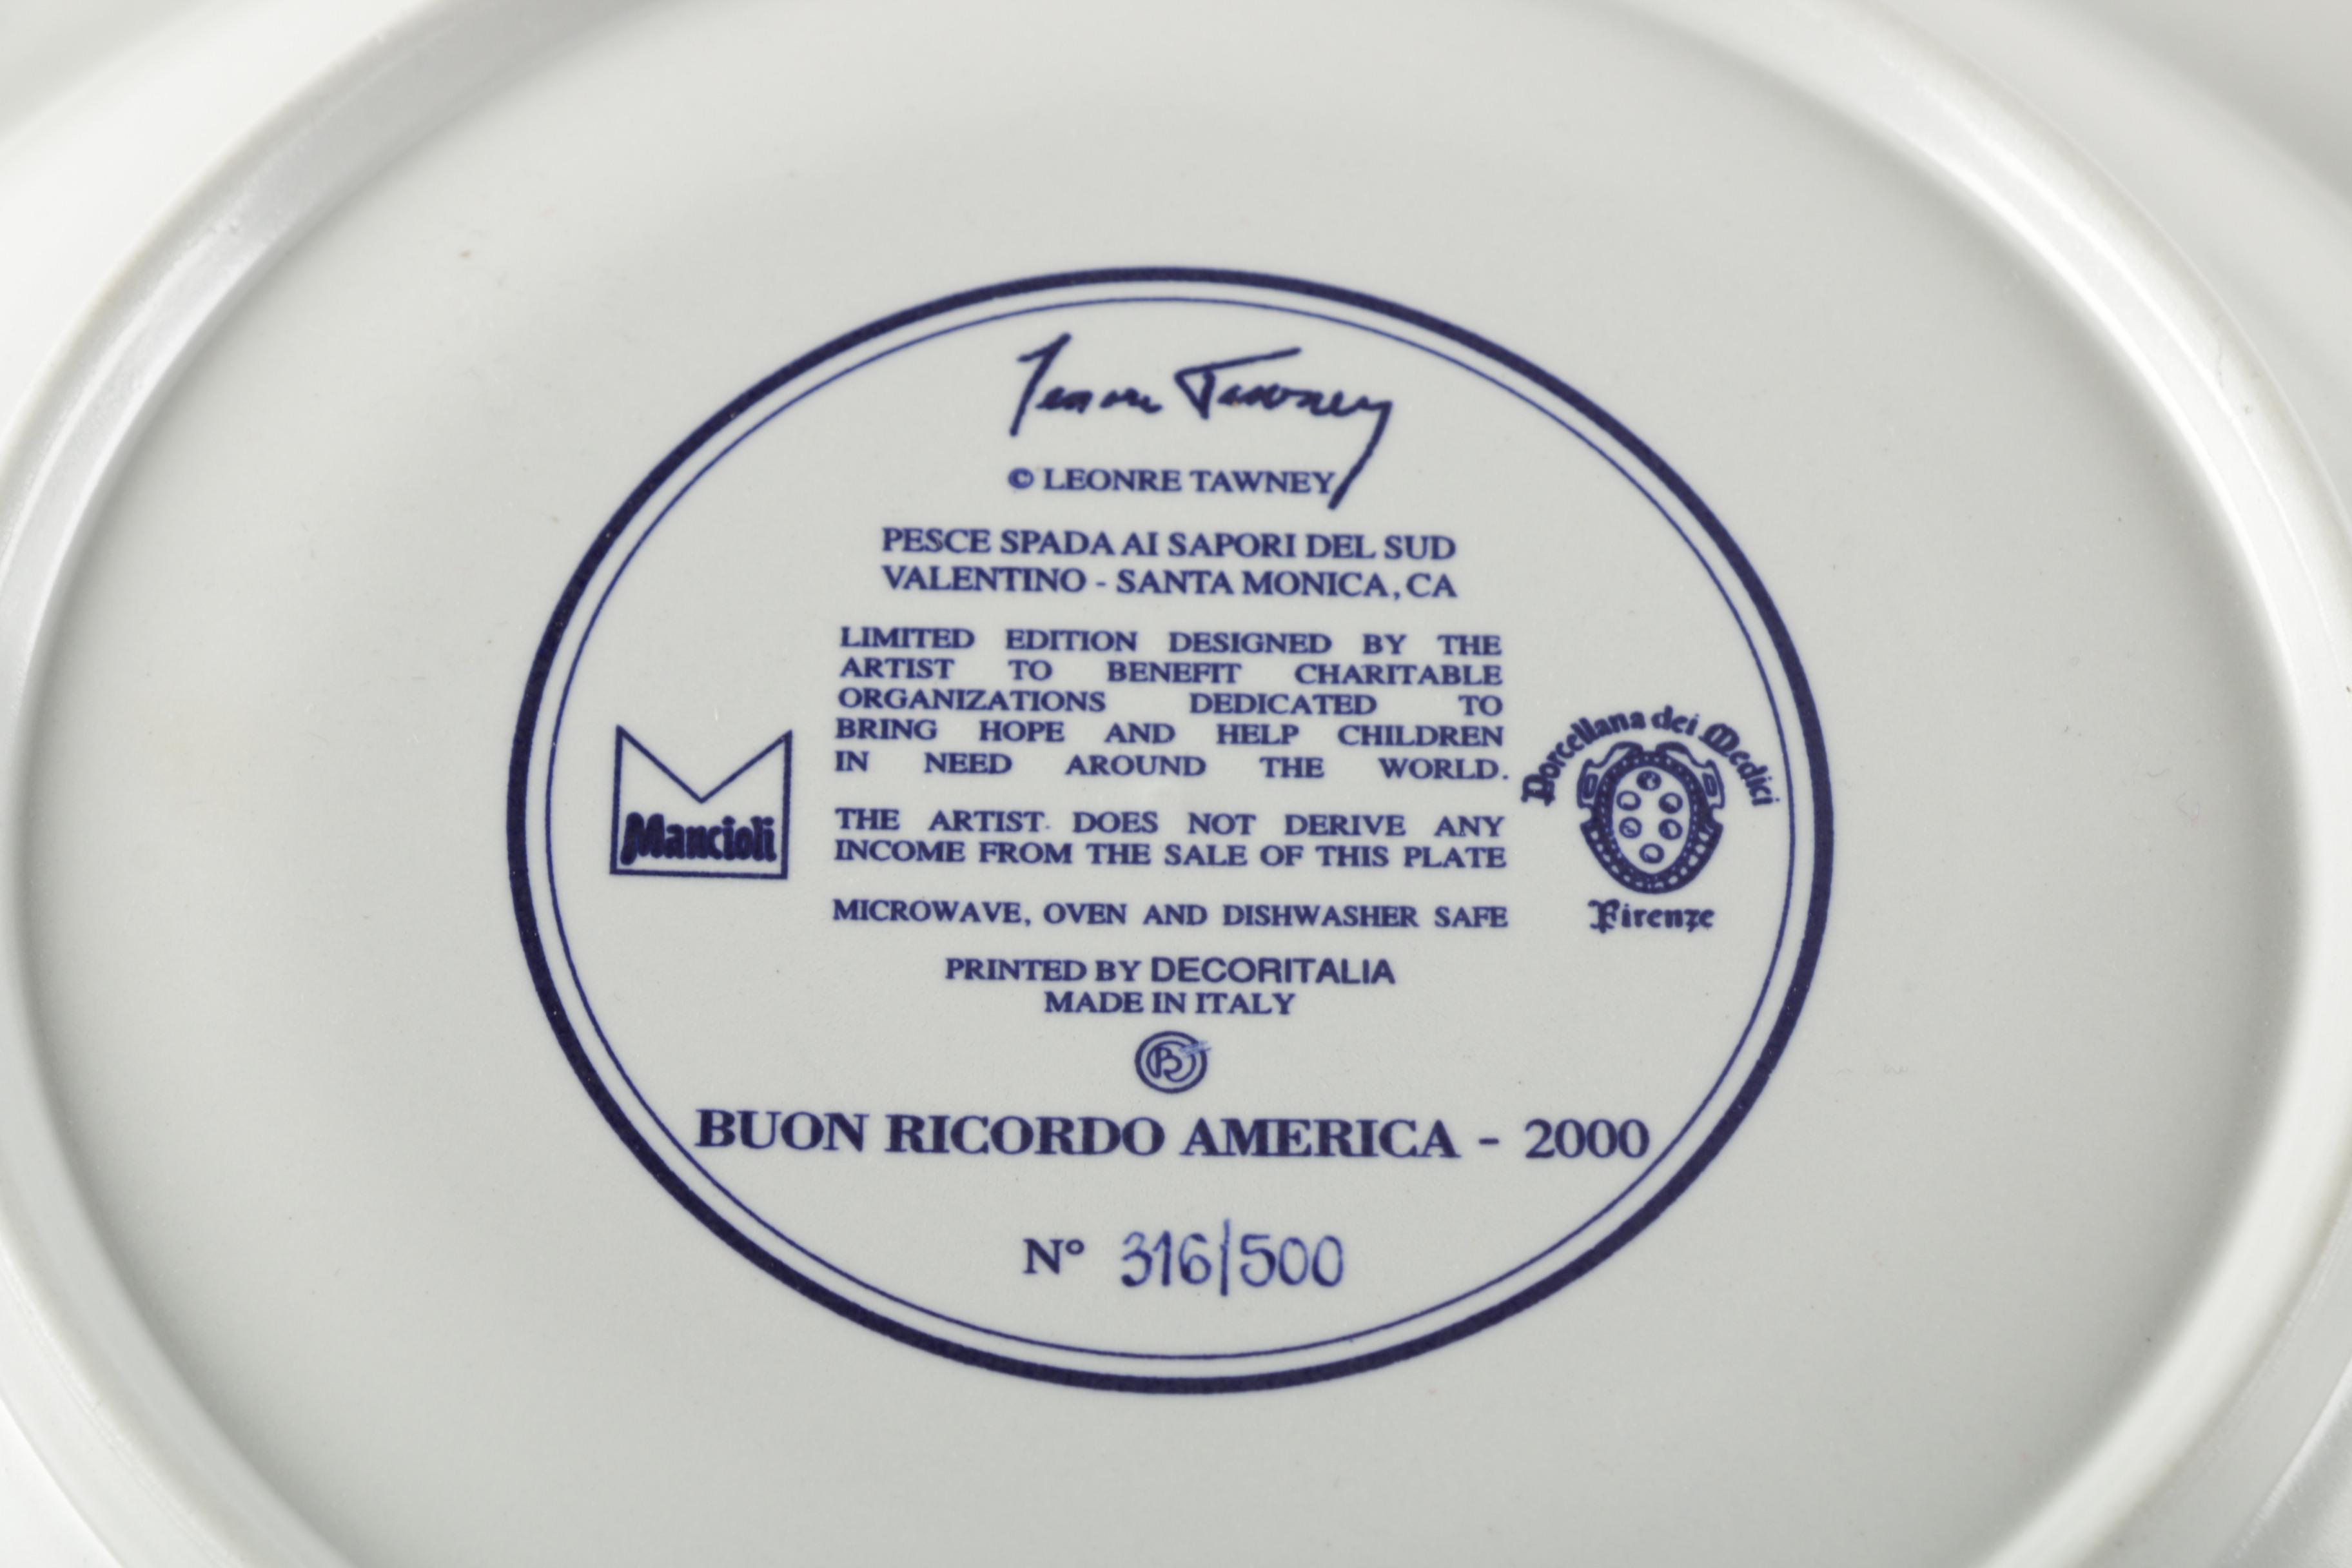 Lenore Tawney
© LEONRE TAWNEY
PESCE SPADA AI SAPORI DEL SUD
VALENTINO - SANTA MONICA, CA
LIMITED EDITION DESIGNED BY THE
ARTIST TO BENEFIT CHARITABLE
ORGANIZATIONS DEDICATED TO
BRING HOPE AND HELP CHILDREN
IN NEED AROUND THE WORLD.
THE ARTIST DOES NOT DERIVE ANY
INCOME FROM THE SALE OF THIS PLATE
MICROWAVE, OVEN AND DISHWASHER SAFE
Mancioli
Porcellana dei Medici
Firenze
PRINTED BY DECORITALIA
MADE IN ITALY
BUON RICORDO AMERICA - 2000
Nº 316/500